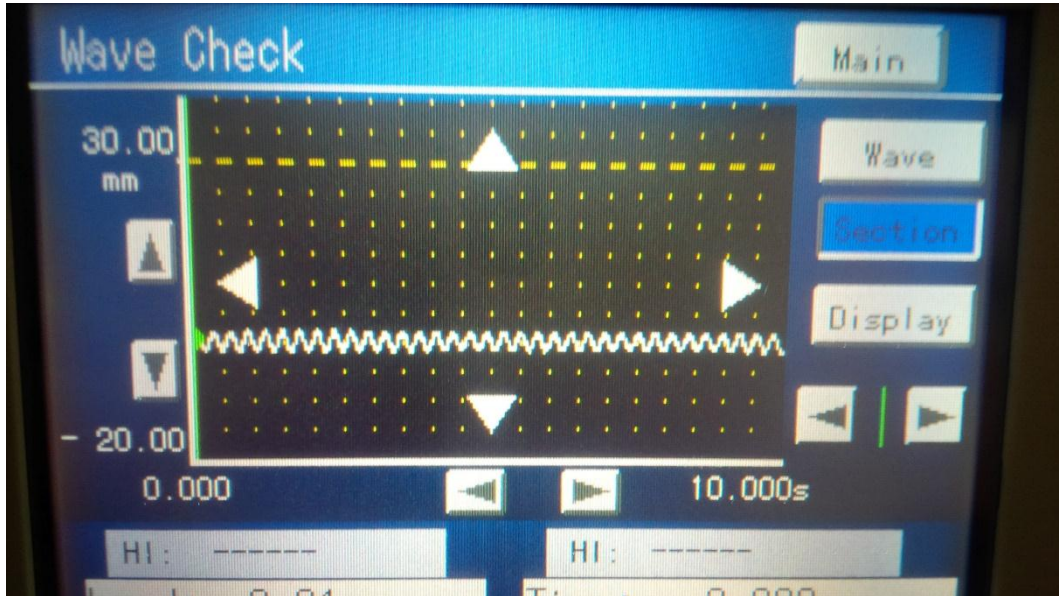 Wave Check
Main
30.00
mm
Wave
Section
Display
- 20.00
0.000
10.000s
HI: ------
HI: ------